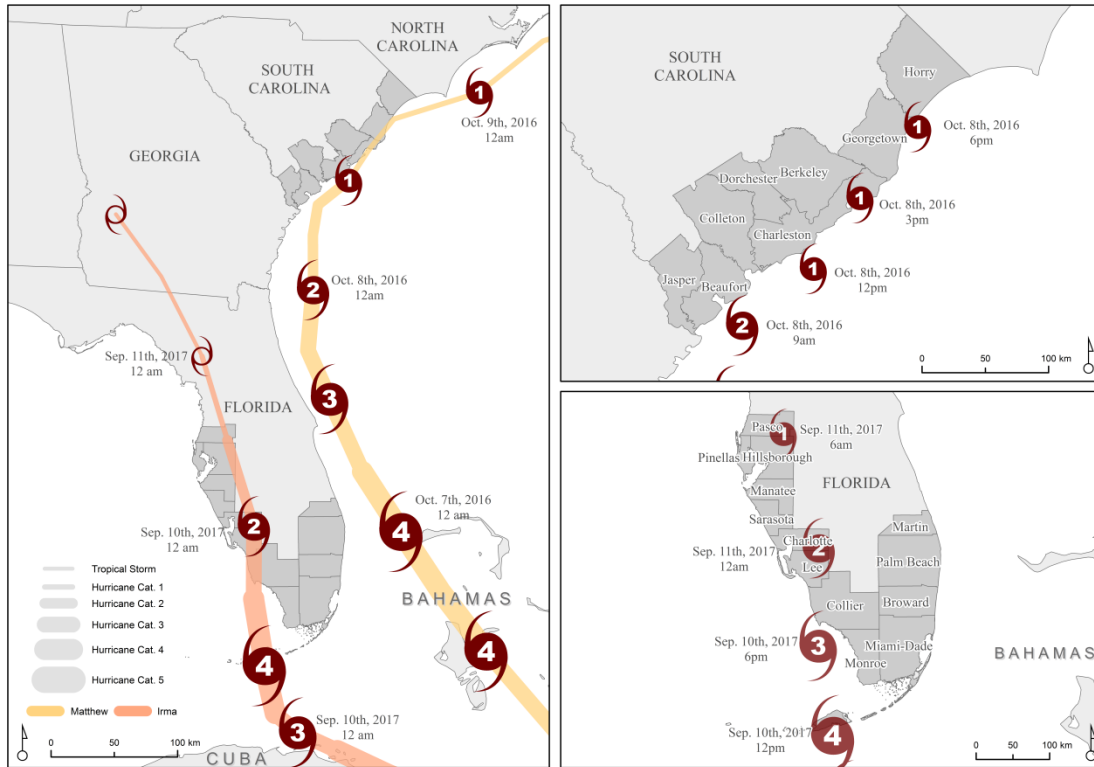 NORTH
CAROLINA
SOUTH
CAROLINA
1
Oct. 9th, 2016
12am
GEORGIA
1
2
Oct. 8th, 2016
12am
Sep. 11th, 2017
12 am
3
FLORIDA
Oct. 7th, 2016
12 am
4
Sep. 10th, 2017
12 am
2
Tropical Storm
Hurricane Cat. 1
Hurricane Cat. 2
Hurricane Cat. 3
Hurricane Cat. 4
Hurricane Cat. 5
Matthew
Irma
BAHAMAS
4
4
Sep. 10th, 2017
12 am
3
0 50 100 km
CUBA
SOUTH
CAROLINA
Horry
Georgetown
1
Oct. 8th, 2016
6pm
Berkeley
Dorchester
1
Oct. 8th, 2016
3pm
Colleton
Charleston
1
Oct. 8th, 2016
12pm
Jasper
Beaufort
2
Oct. 8th, 2016
9am
0 50 100 km
Pasco
1
Sep. 11th, 2017
6am
Pinellas
Hillsborough
FLORIDA
Manatee
Sarasota
Martin
Charlotte
2
Sep. 11th, 2017
12am
Lee
Palm Beach
Collier
Broward
Sep. 10th, 2017
6pm
3
Miami-Dade
Monroe
BAHAMAS
Sep. 10th, 2017
12pm
4
0 50 100 km